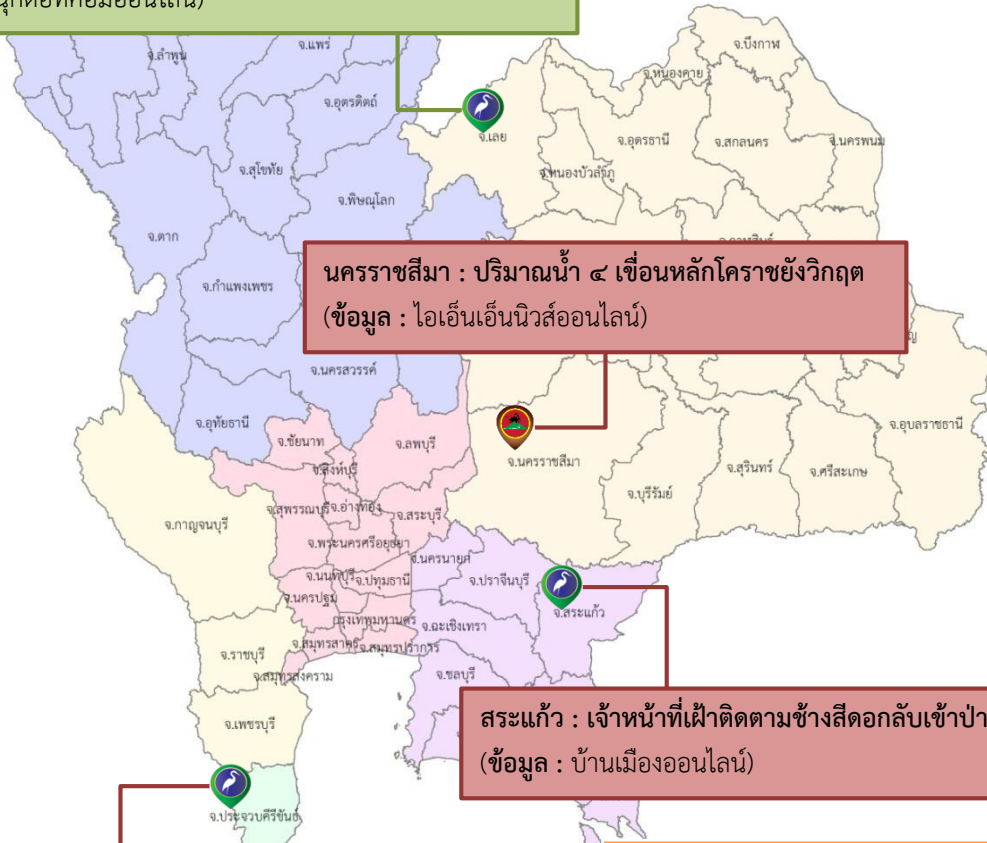 นุกดอทคอมออนไลน์)
จ.ลำพูน
จ.แพร่
จ.บึงกาฬ
จ.หนองคาย
จ.อุตรดิตถ์
จ.เลย
จ.อุดรธานี
จ.สกลนคร
จ.นครพนม
จ.สุโขทัย
จ.หนองบัวลำภู
จ.พิษณุโลก
จ.ตาก
จ.กำแพงเพชร
นครราชสีมา : ปริมาณน้ำ ๔ เขื่อนหลักโคราชยังวิกฤต
(ข้อมูล : ไอเอ็นเอ็นนิวส์ออนไลน์)
จ.นครสวรรค์
จ.อุทัยธานี
จ.ชัยนาท
จ.ลพบุรี
จ.อุบลราชธานี
จ.สิงห์บุรี
จ.นครราชสีมา
จ.สุรินทร์
จ.ศรีสะเกษ
จ.บุรีรัมย์
จ.กาญจนบุรี
จ.สุพรรณบุรี
จ.อ่างทอง
จ.สระบุรี
จ.พระนครศรีอยุธยา
จ.นครนายก
จ.นนทบุรี
จ.ปทุมธานี
จ.ปราจีนบุรี
จ.นครปฐม
จ.สระแก้ว
กรุงเทพมหานคร
จ.ฉะเชิงเทรา
จ.สมุทรสาคร
จ.สมุทรปราการ
จ.ราชบุรี
จ.สมุทรสงคราม
จ.ชลบุรี
จ.เพชรบุรี
สระแก้ว : เจ้าหน้าที่เฝ้าติดตามช้างสีดอกลับเข้าป่า
(ข้อมูล : บ้านเมืองออนไลน์)
จ.ประจวบคีรีขันธ์